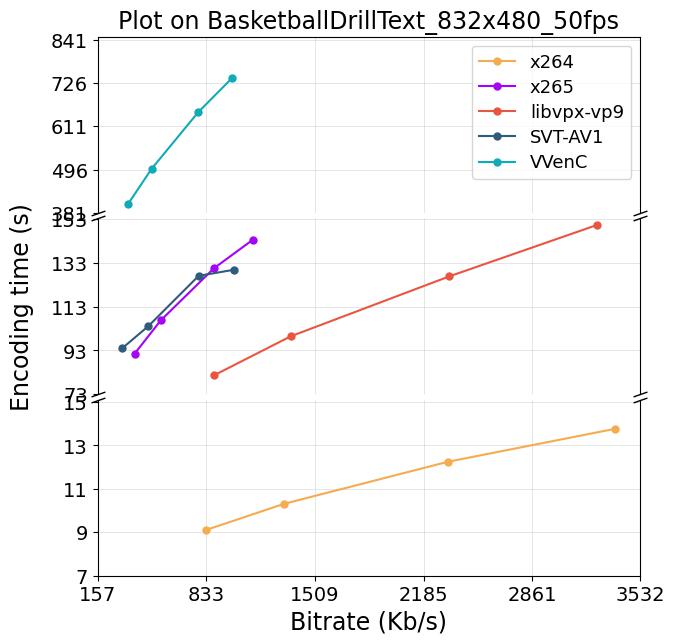 Plot on BasketballDrillText_832x480_50fps
841
726
611
496
381
x264
x265
libvpx-vp9
SVT-AV1
VVenC
153
133
113
93
73
15
13
11
9
7
Encoding time (s)
157 833 1509 2185 2861 3532
Bitrate (Kb/s)